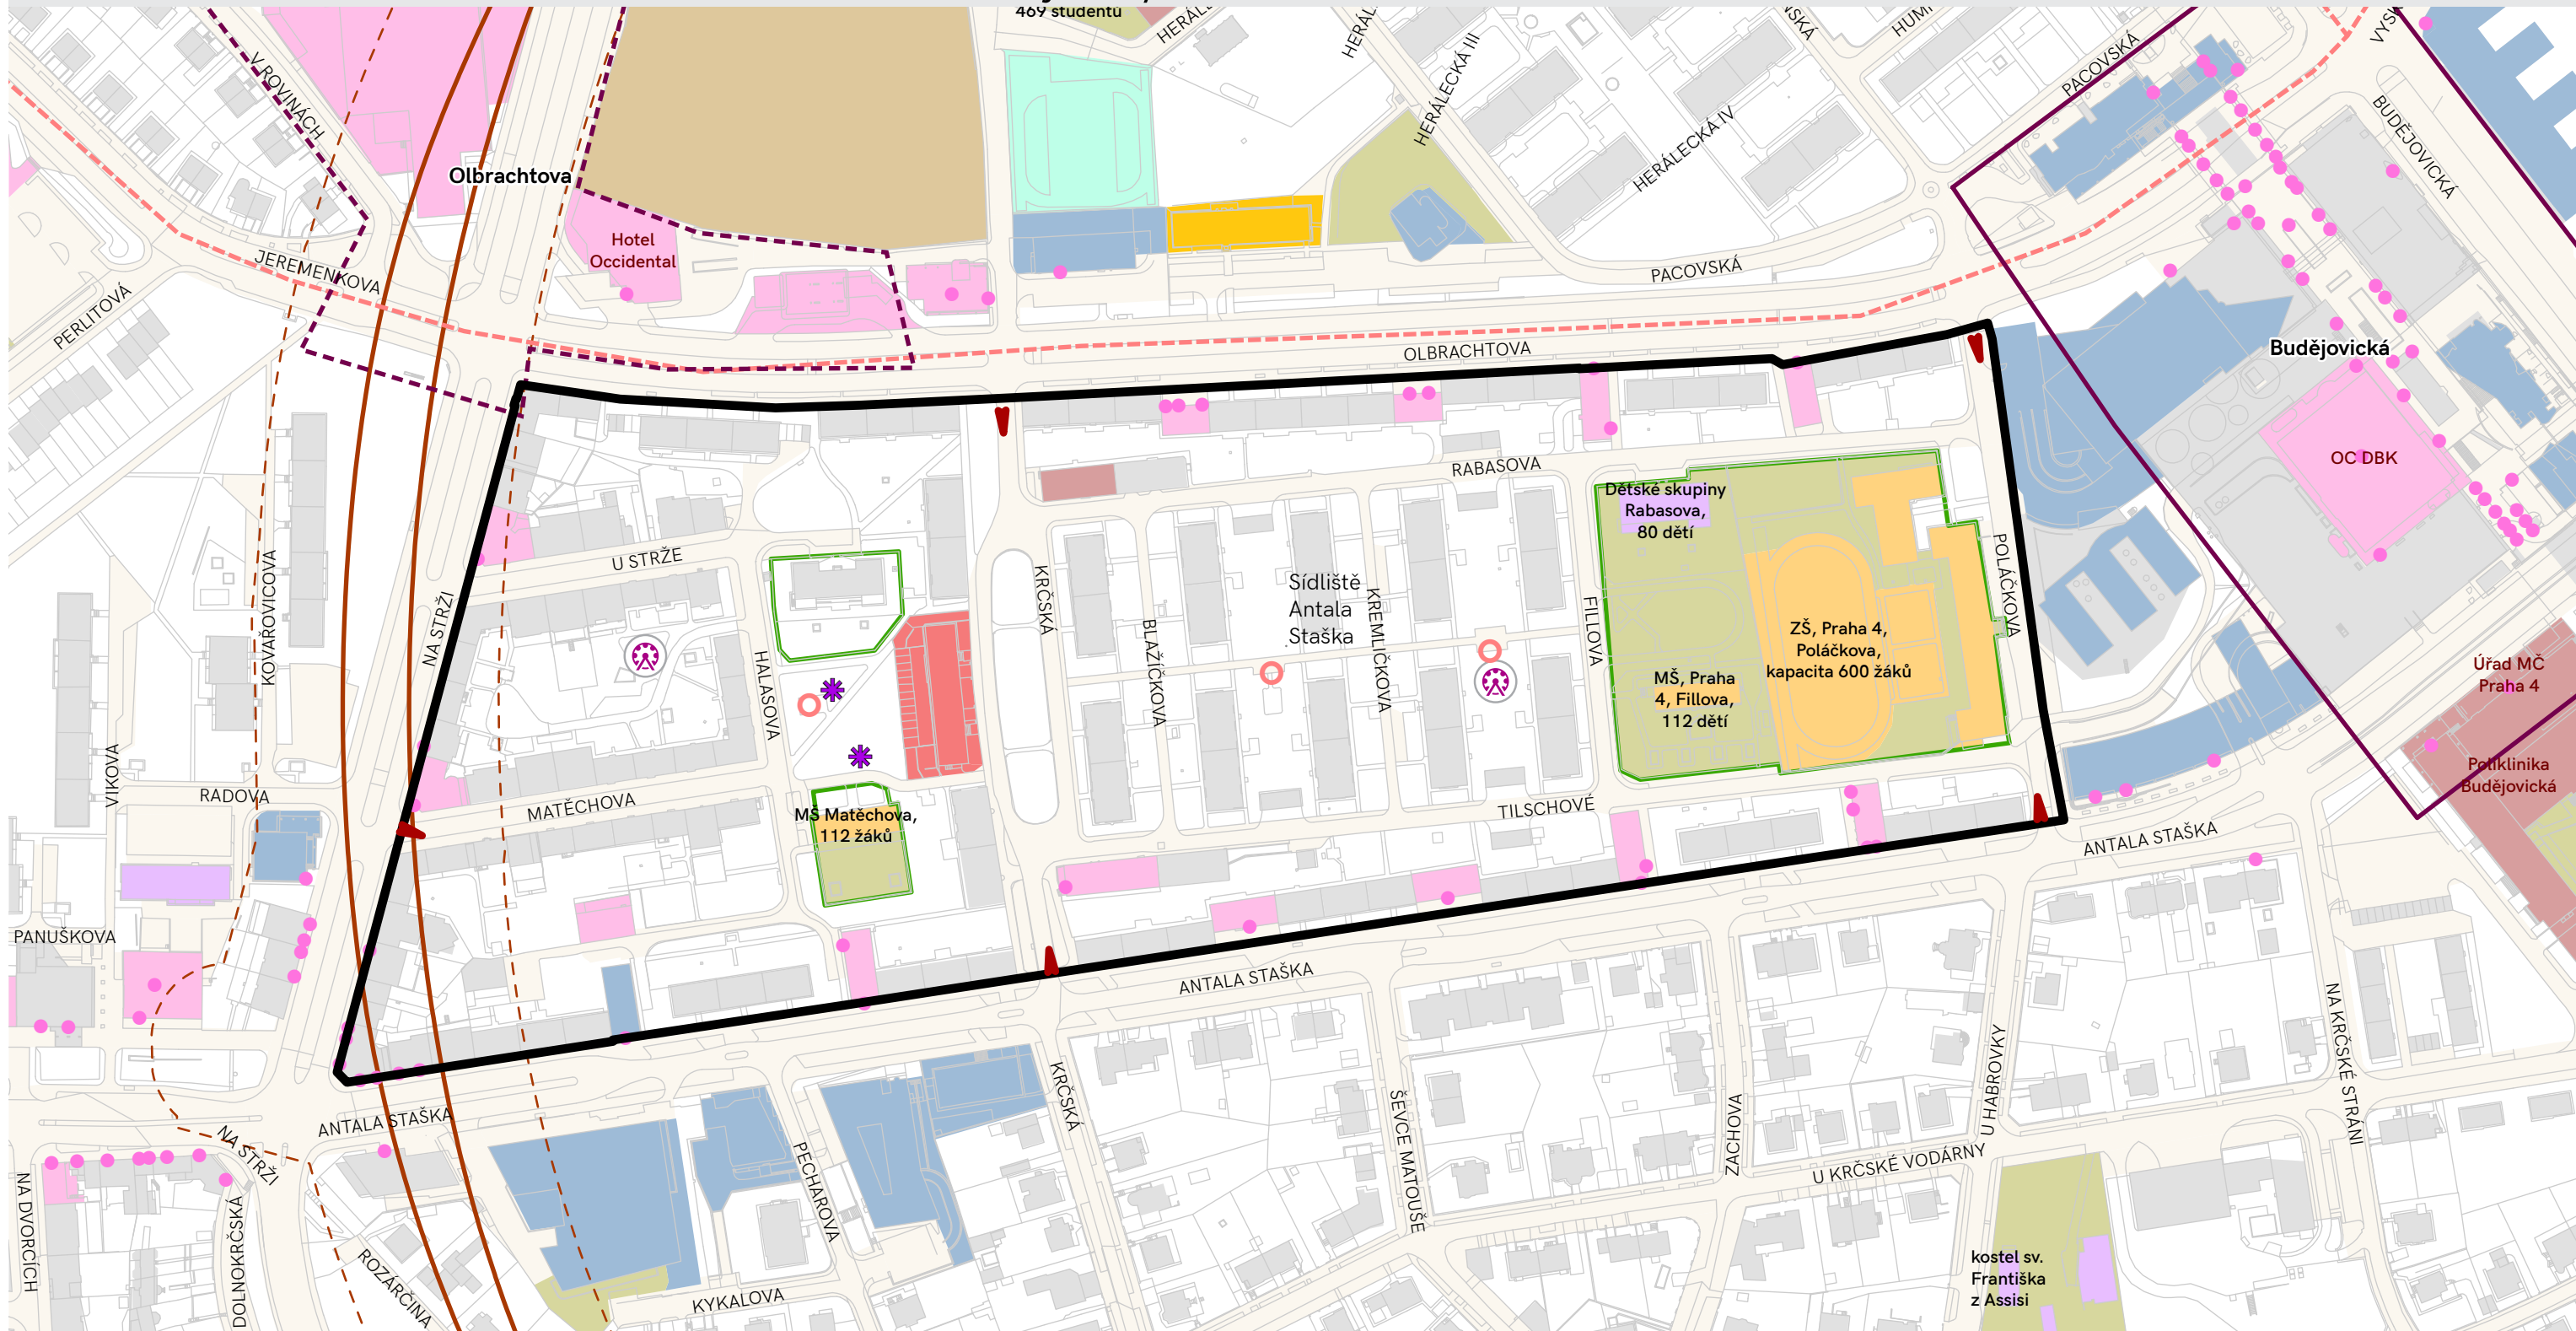 469 studentů
V ROVINÁCH
HERÁLECKÁ III
PACOVSKÁ
BUDĚJOVICKÁ
HERÁLECKÁ IV
Olbrachtova
Hotel
Occidental
JEREMENKOVA
PERLITOVÁ
PACOVSKÁ
OLBRACHTOVA
Budějovická
OC DBK
RABASOVA
Dětské skupiny
Rabasova,
80 dětí
U STRŽE
KOVAŘOVICOVA
NA STRŽI
KRČSKÁ
Sídliště
Antala
Staška
BLAŽÍČKOVA
KREMLIČKOVA
FILLOVA
POLÁČKOVA
HALASOVA
ZŠ, Praha 4,
Poláčkova,
kapacita 600 žáků
MŠ, Praha
4, Fillova,
112 dětí
Úřad MČ
Praha 4
Poliklinika
Budějovická
VIKOVA
RADOVA
MATĚCHOVA
MŠ Matěchova,
112 žáků
TILSCHOVÉ
ANTALA STAŠKA
PANUŠKOVA
ANTALA STAŠKA
ANTALA STAŠKA
NA STRŽI
KRČSKÁ
ŠEVCE MATOUŠE
ZACHOVA
U HABROVKY
NA KRČSKÉ STRÁNI
U KRČSKÉ VODÁRNY
PECHAROVA
NA DVORCÍCH
DOLNOKRČSKÁ
ROZÁRČINA
KYKALOVA
kostel sv.
Františka
z Assisi